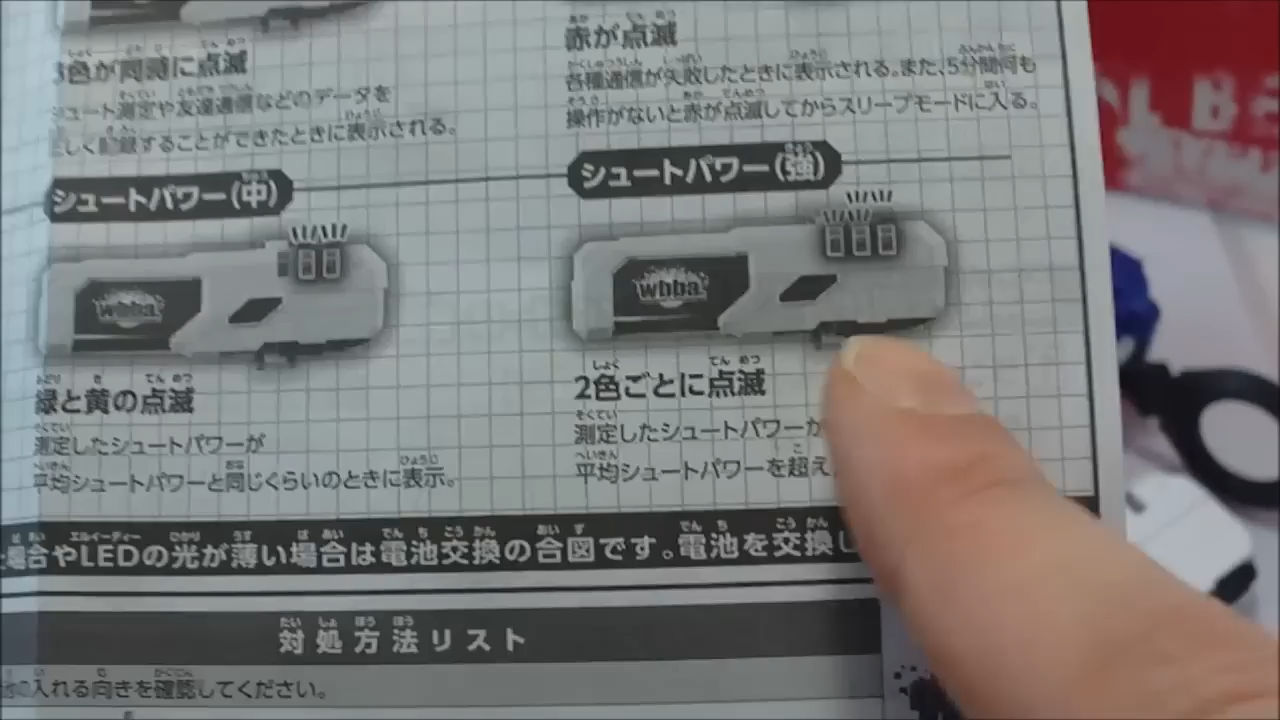 3色が同時に点滅
シュート測定や友達通信などのデータを
正しく記録することができたときに表示される。
赤が点滅
各種通信が失敗したときに表示される。また、5分間何も
操作がないと赤が点滅してからスリープモードに入る。
シュートパワー(中)
シュートパワー(強)
wbba.
wbba.
緑と黄の点滅
測定したシュートパワーが
平均シュートパワーと同じくらいのときに表示。
2色ごとに点滅
測定したシュートパワーが
平均シュートパワーを超え
場合やLEDの光が薄い場合は電池交換の合図です。電池を交換し
対処方法リスト
の入れる向きを確認してください。